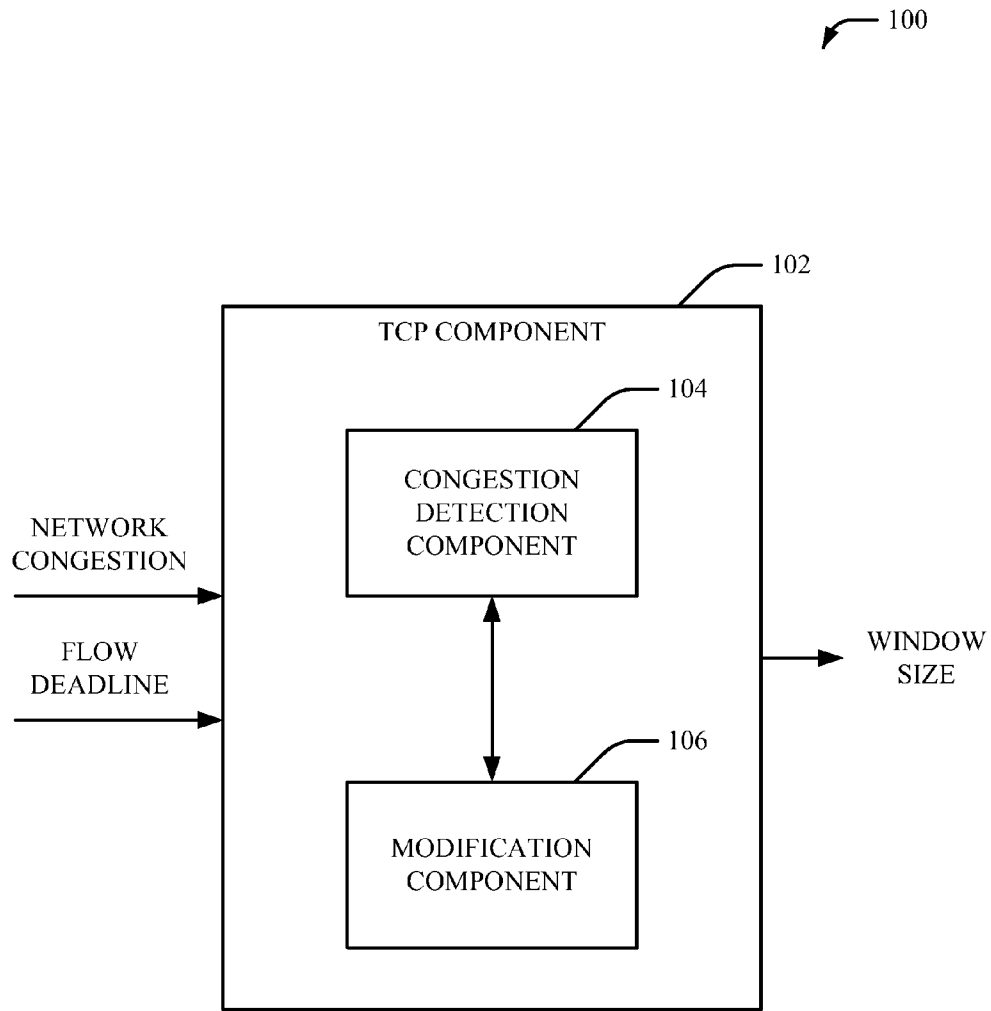 100
102
TCP COMPONENT
104
CONGESTION
DETECTION
COMPONENT
NETWORK
CONGESTION
FLOW
DEADLINE
WINDOW
SIZE
106
MODIFICATION
COMPONENT